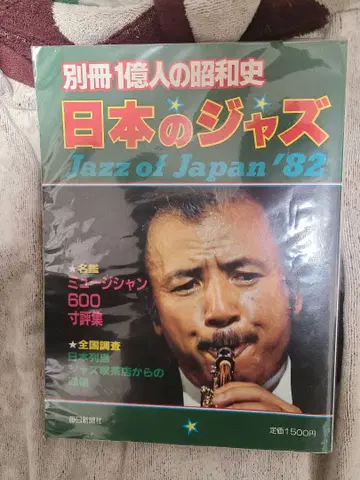 別冊1億人の昭和史
日本のジャズ
Jazz of Japan '82
★名鑑
ミュージシャン
600
寸評集
★全国調査
日本列島
ジャズ喫茶店からの
毎日新聞社
定価1500円